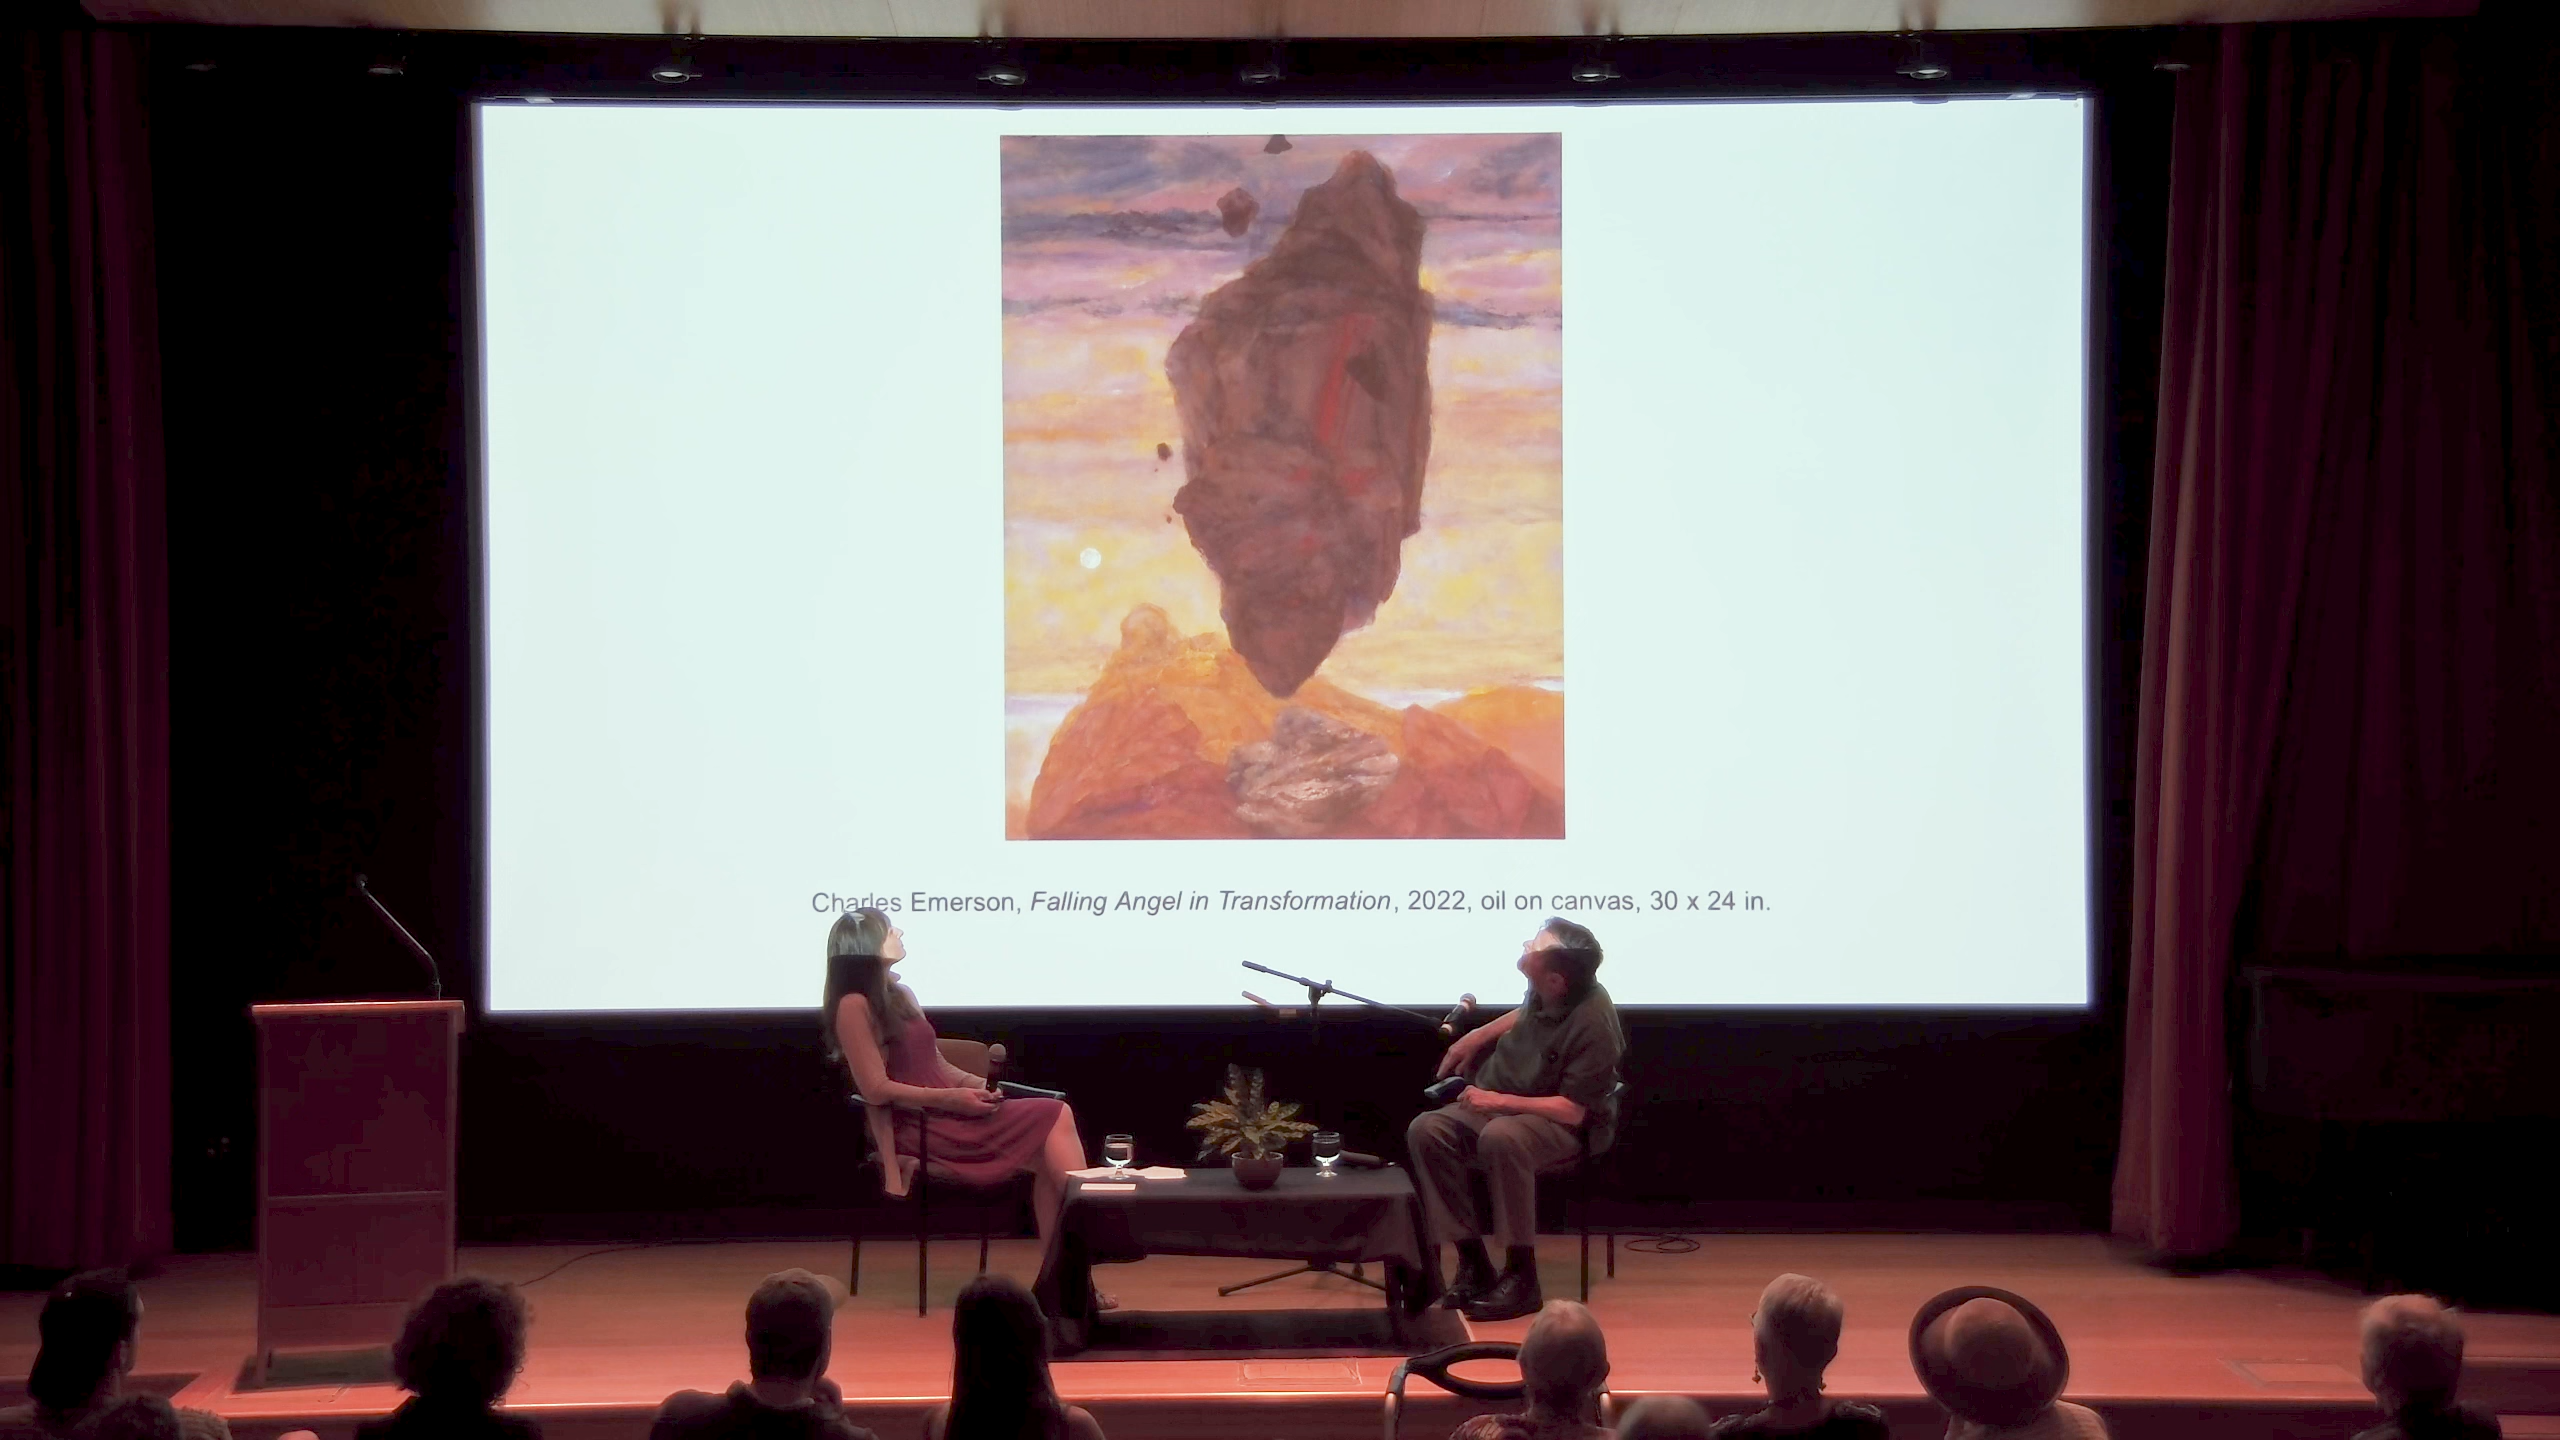 Charles Emerson, Falling Angel in Transformation, 2022, oil on canvas, 30 x 24 in.